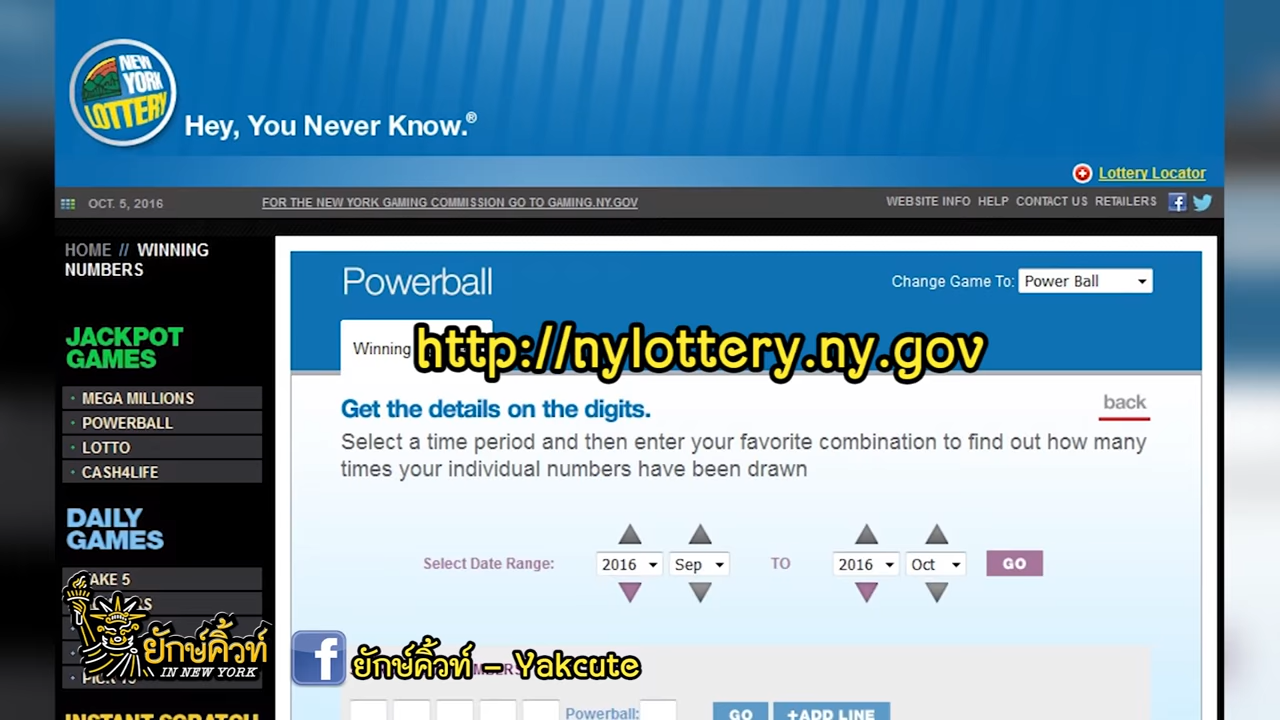 NEW
YORK
LOTTERY
Hey, You Never Know.®
Lottery Locator
OCT. 5, 2016
FOR THE NEW YORK GAMING COMMISSION GO TO GAMING.NY.GOV
WEBSITE INFO HELP CONTACT US RETAILERS
HOME // WINNING
NUMBERS
Powerball
Change Game To: Power Ball
Winning
http://nylottery.ny.gov
JACKPOT
GAMES
MEGA MILLIONS
POWERBALL
LOTTO
CASH4LIFE
Get the details on the digits.
back
Select a time period and then enter your favorite combination to find out how many
times your individual numbers have been drawn
DAILY
GAMES
Select Date Range: 2016 Sep TO 2016 Oct GO
ยักษ์คิ้วท์
IN NEW YORK
f ยักษ์คิ้วท์ - Yakcute
Powerball: GO +ADD LINE
INSTANT SCRATCH